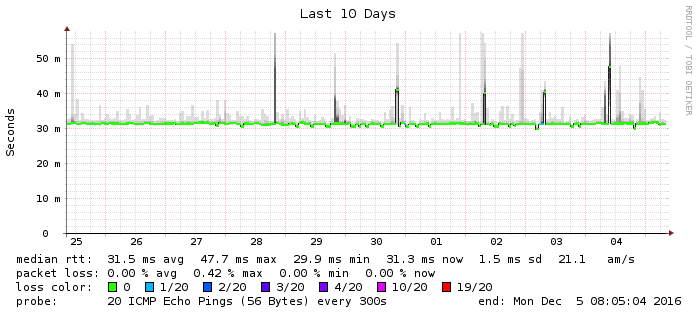 Last 10 Days
RRDTOOL / TOBI OETIKER
Seconds
50 m
40 m
30 m
20 m
10 m
0
25 26 27 28 29 30 01 02 03 04
median rtt: 31.5 ms avg 47.7 ms max 29.9 ms min 31.3 ms now 1.5 ms sd 21.1 am/s
packet loss: 0.00 % avg 0.42 % max 0.00 % min 0.00 % now
loss color: 0 1/20 2/20 3/20 4/20 10/20 19/20
probe: 20 ICMP Echo Pings (56 Bytes) every 300s end: Mon Dec 5 08:05:04 2016